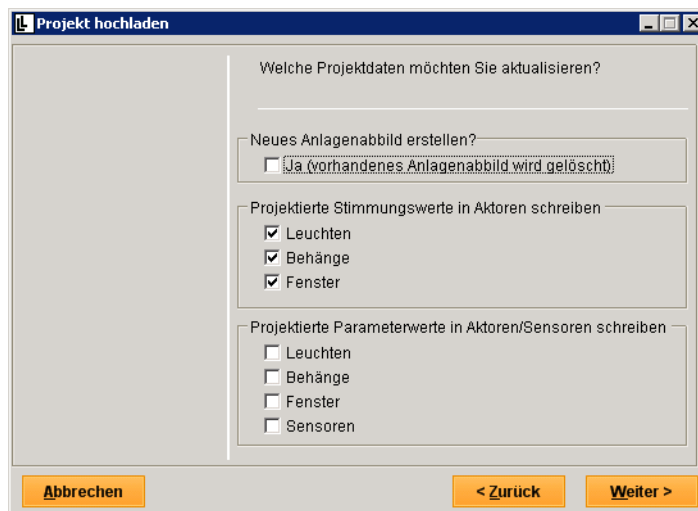 Projekt hochladen
Welche Projektdaten möchten Sie aktualisieren?
Neues Anlagenabbild erstellen?
Ja (vorhandenes Anlagenabbild wird gelöscht)
Projektierte Stimmungswerte in Aktoren schreiben
Leuchten
Behänge
Fenster
Projektierte Parameterwerte in Aktoren/Sensoren schreiben
Leuchten
Behänge
Fenster
Sensoren
Abbrechen
< Zurück
Weiter >